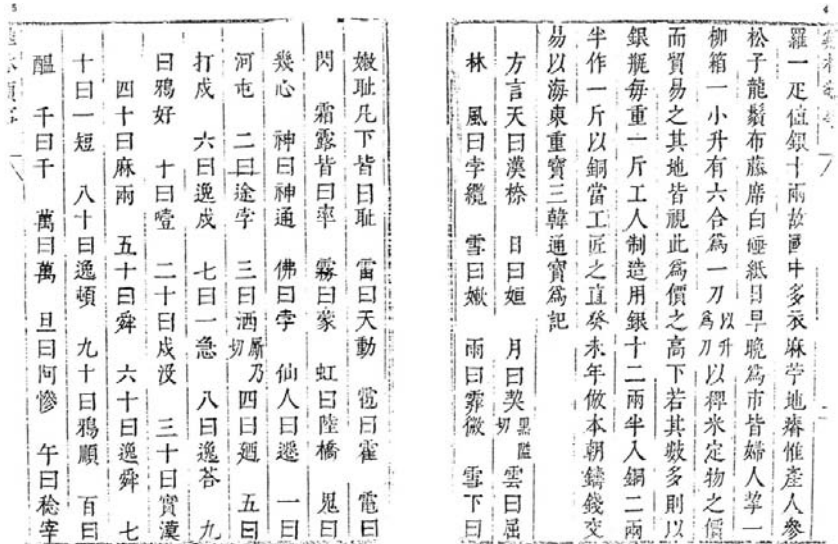 羅一疋値銀十兩故國中多衣麻苧地瘠惟產人參
松子龍鬚布藤席白硾紙日早晚爲市皆婦人挈一
柳箱一小升有六合爲一刀以升爲刀以稗米定物之價
而貿易之其地皆視此爲價之高下若其數多則以
銀瓶每重一斤工人制造用銀十二兩半入銅二兩
半作一斤以銅當工匠之直癸未年倣本朝鑄錢交
易以海東重寶三韓通寶爲記
方言天曰漢捺 日曰姮 月曰契黑隘切 雲曰屈
林 風曰孛纜 雪曰嫩 雨曰霏微 雪下曰
嫩耻凡下皆曰耻 雷曰天動 雹曰霍 電曰
閃 霜露皆曰率 霧曰蒙 虹曰陸橋 鬼曰
幾心 神曰神通 佛曰孛 仙人曰遷 一曰
河屯 二曰途孛 三曰洒厮乃切 四曰迺 五曰
打戍 六曰逸戍 七曰一急 八曰逸荅 九
曰鴉好 十曰噎 二十曰戍沒 三十曰實漢
四十曰麻兩 五十曰舜 六十曰逸舜 七
十曰一短 八十曰逸頓 九十曰鴉順 百曰
醖 千曰千 萬曰萬 旦曰阿慘 午曰稔宰